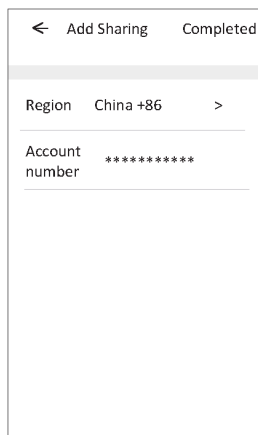 ← Add Sharing Completed
Region China +86 >
Account
number ***********